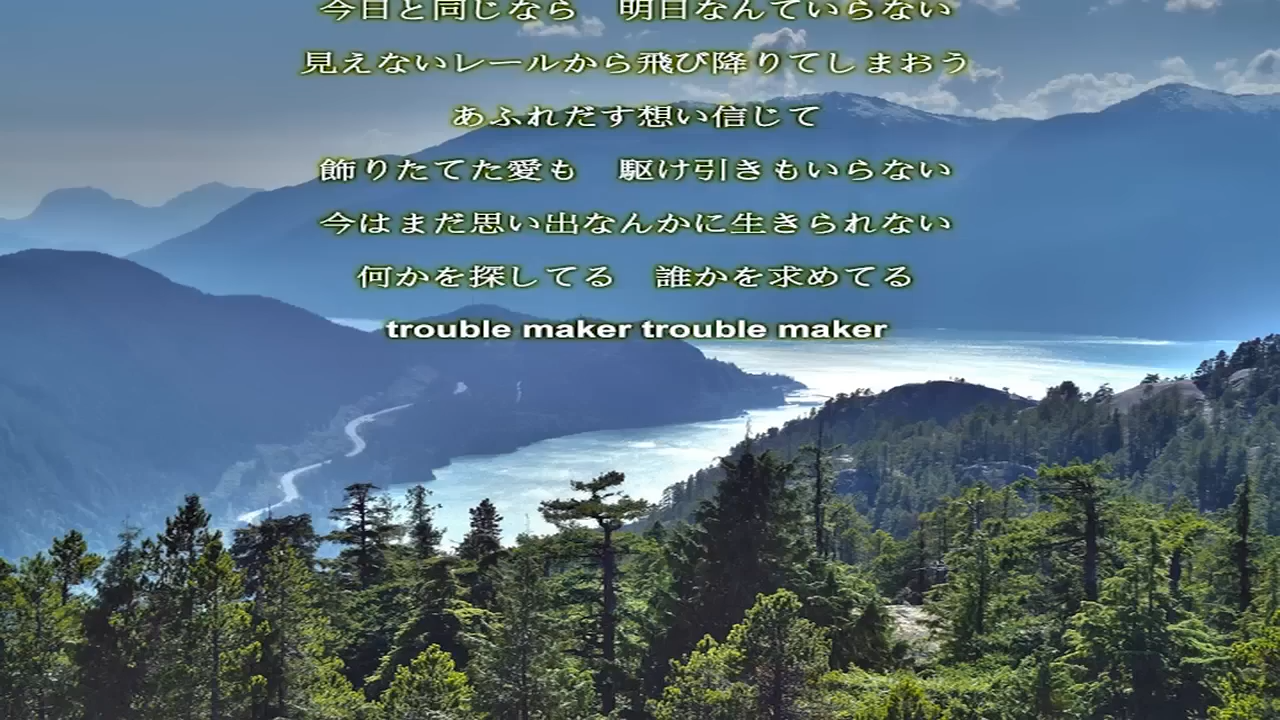 今日と同じなら　明日なんていらない
見えないレールから飛び降りてしまおう
あふれだす想い信じて
飾りたてた愛も　駆け引きもいらない
今はまだ思い出なんかに生きられない
何かを探してる　誰かを求めてる
trouble maker trouble maker